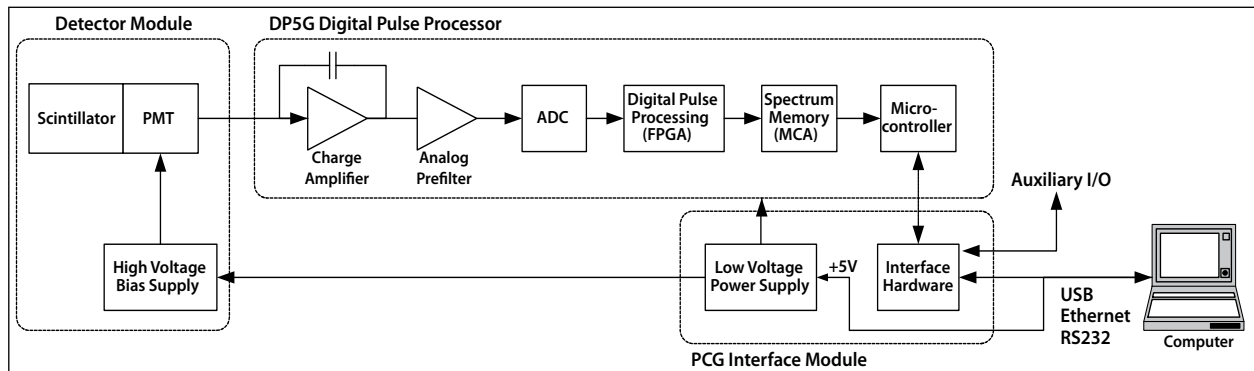 Detector Module
DP5G Digital Pulse Processor
Scintillator
PMT
Charge
Amplifier
Analog
Prefilter
ADC
Digital Pulse
Processing
(FPGA)
Spectrum
Memory
(MCA)
Micro-
controller
Auxiliary I/O
High Voltage
Bias Supply
Low Voltage
Power Supply
+5V
Interface
Hardware
USB
Ethernet
RS232
Computer
PCG Interface Module